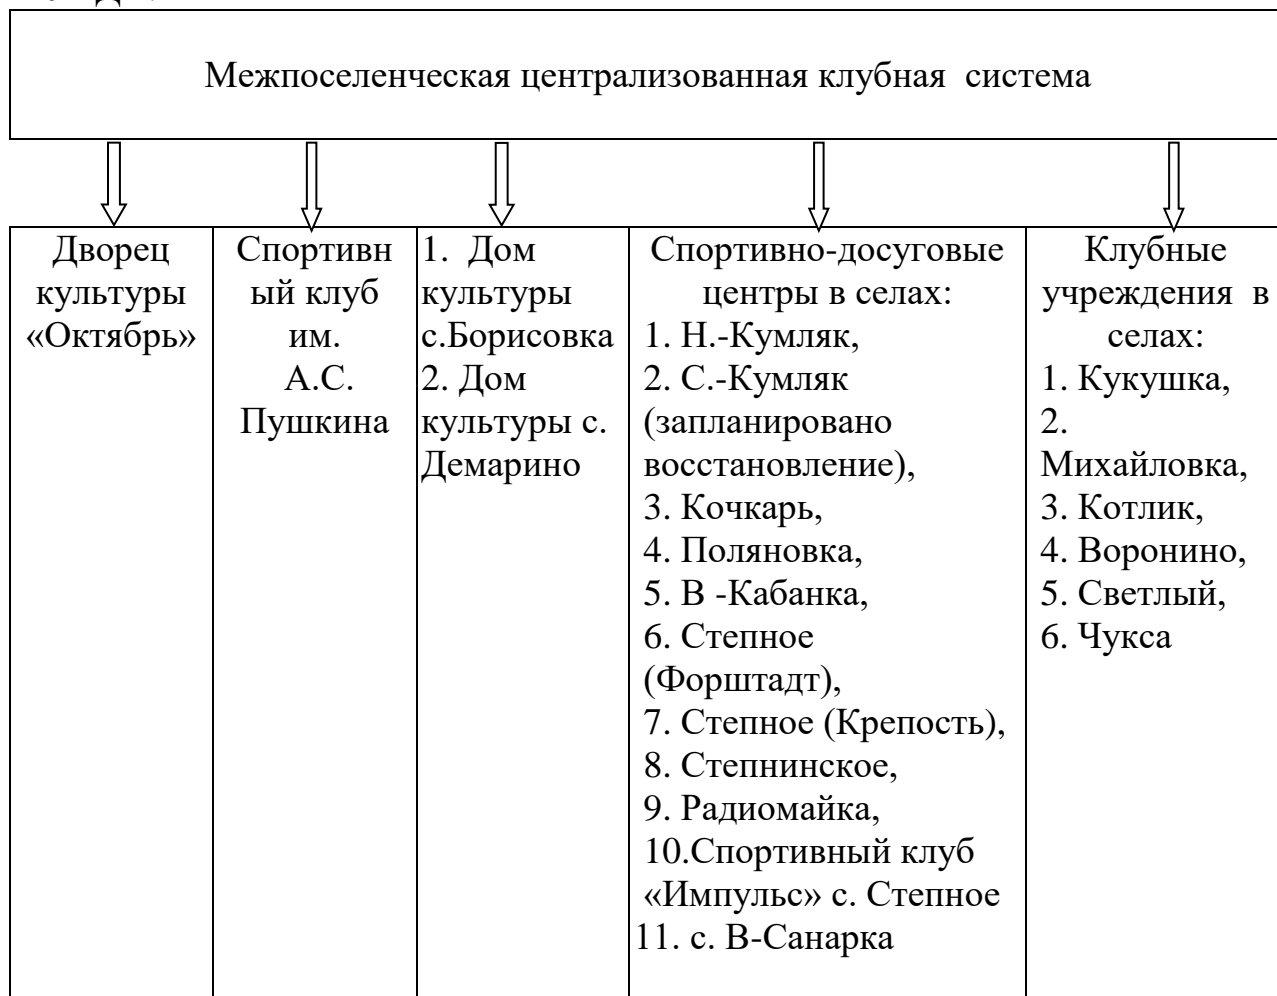 Межпоселенческая централизованная клубная система
Дворец
культуры
«Октябрь»
Спортивн
ый клуб
им.
А.С.
Пушкина
1. Дом
культуры
с.Борисовка
2. Дом
культуры с.
Демарино
Спортивно-досуговые
центры в селах:
1. Н.-Кумляк,
2. С.-Кумляк
(запланировано
восстановление),
3. Кочкарь,
4. Поляновка,
5. В -Кабанка,
6. Степное
(Форштадт),
7. Степное (Крепость),
8. Степнинское,
9. Радиомайка,
10.Спортивный клуб
«Импульс» с. Степное
11. с. В-Санарка
Клубные
учреждения в
селах:
1. Кукушка,
2.
Михайловка,
3. Котлик,
4. Воронино,
5. Светлый,
6. Чукса